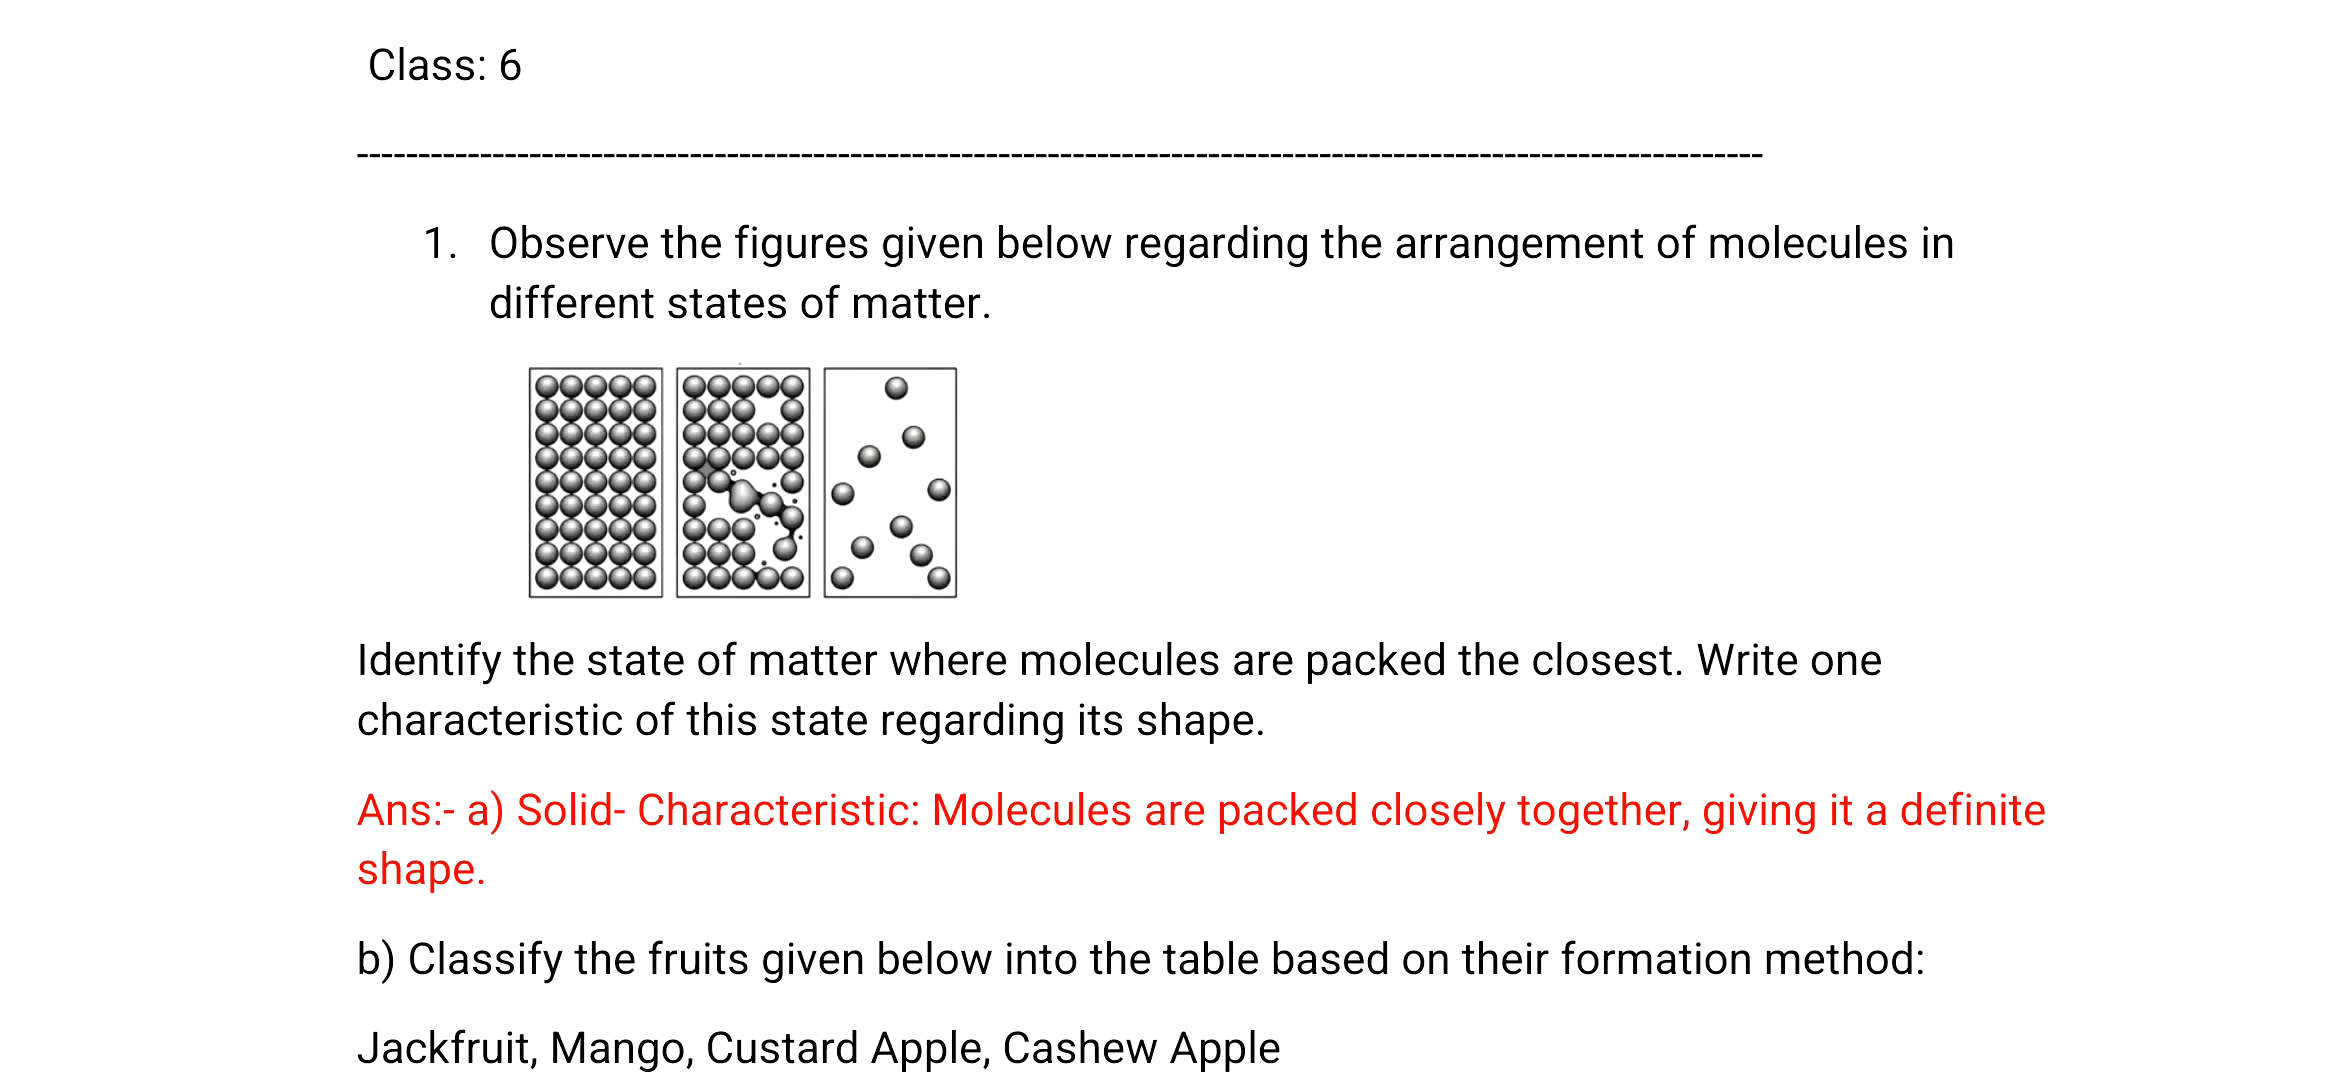 Class: 6
-------------------------------------------------------------------------------------------------------------------
1. Observe the figures given below regarding the arrangement of molecules in
different states of matter.
Identify the state of matter where molecules are packed the closest. Write one
characteristic of this state regarding its shape.
Ans:- a) Solid- Characteristic: Molecules are packed closely together, giving it a definite
shape.
b) Classify the fruits given below into the table based on their formation method:
Jackfruit, Mango, Custard Apple, Cashew Apple